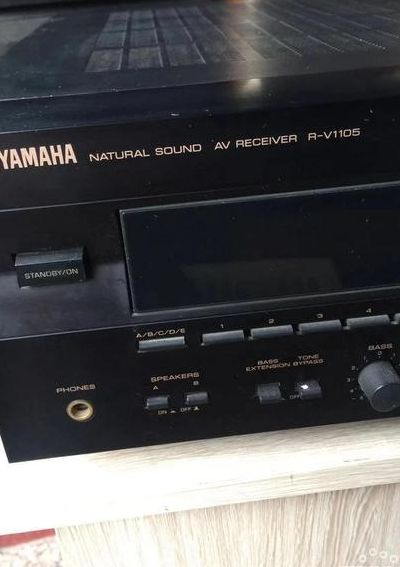 YAMAHA NATURAL SOUND AV RECEIVER R-V1105
STANDBY/ON
A/B/C/D/E 1 2 3 4
PHONES
SPEAKERS
A B
ON OFF
BASS EXTENSION
TONE BYPASS
OFF
BASS